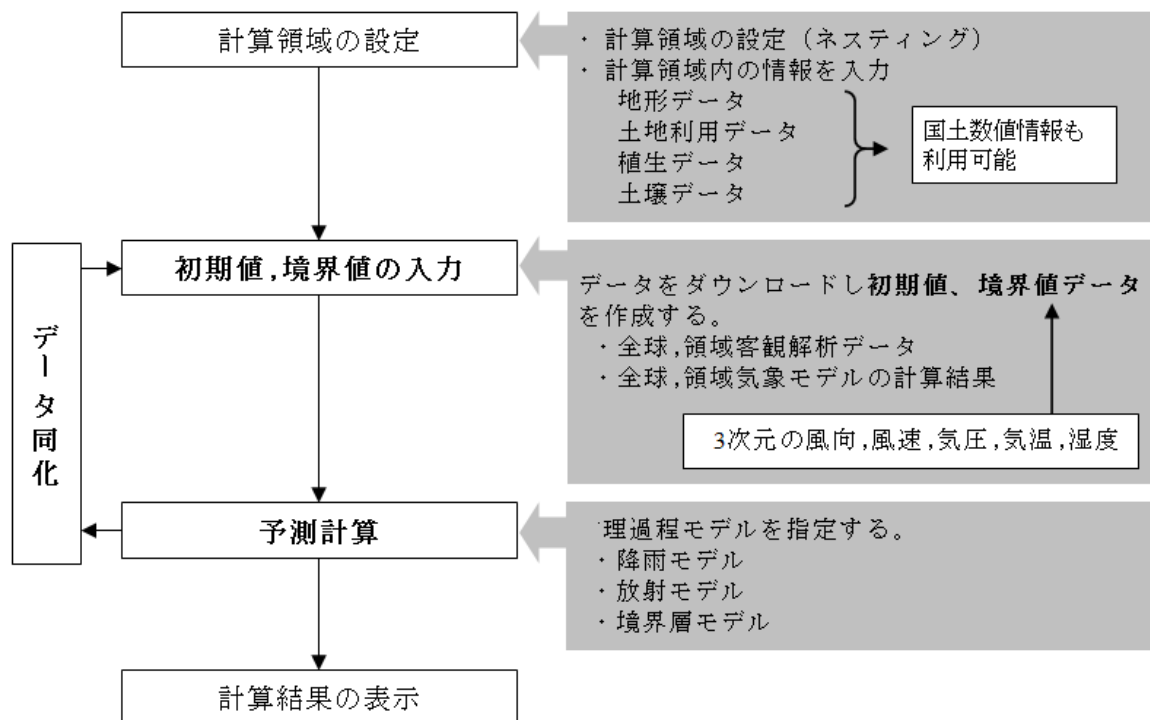 計算領域の設定
・計算領域の設定（ネスティング）
・計算領域内の情報を入力
地形データ
土地利用データ
植生データ
土壌データ
国土数値情報も
利用可能
初期値,境界値の入力
データをダウンロードし初期値、境界値データ
を作成する。
・全球,領域客観解析データ
・全球,領域気象モデルの計算結果
3次元の風向,風速,気圧,気温,湿度
データ同化
予測計算
理過程モデルを指定する。
・降雨モデル
・放射モデル
・境界層モデル
計算結果の表示